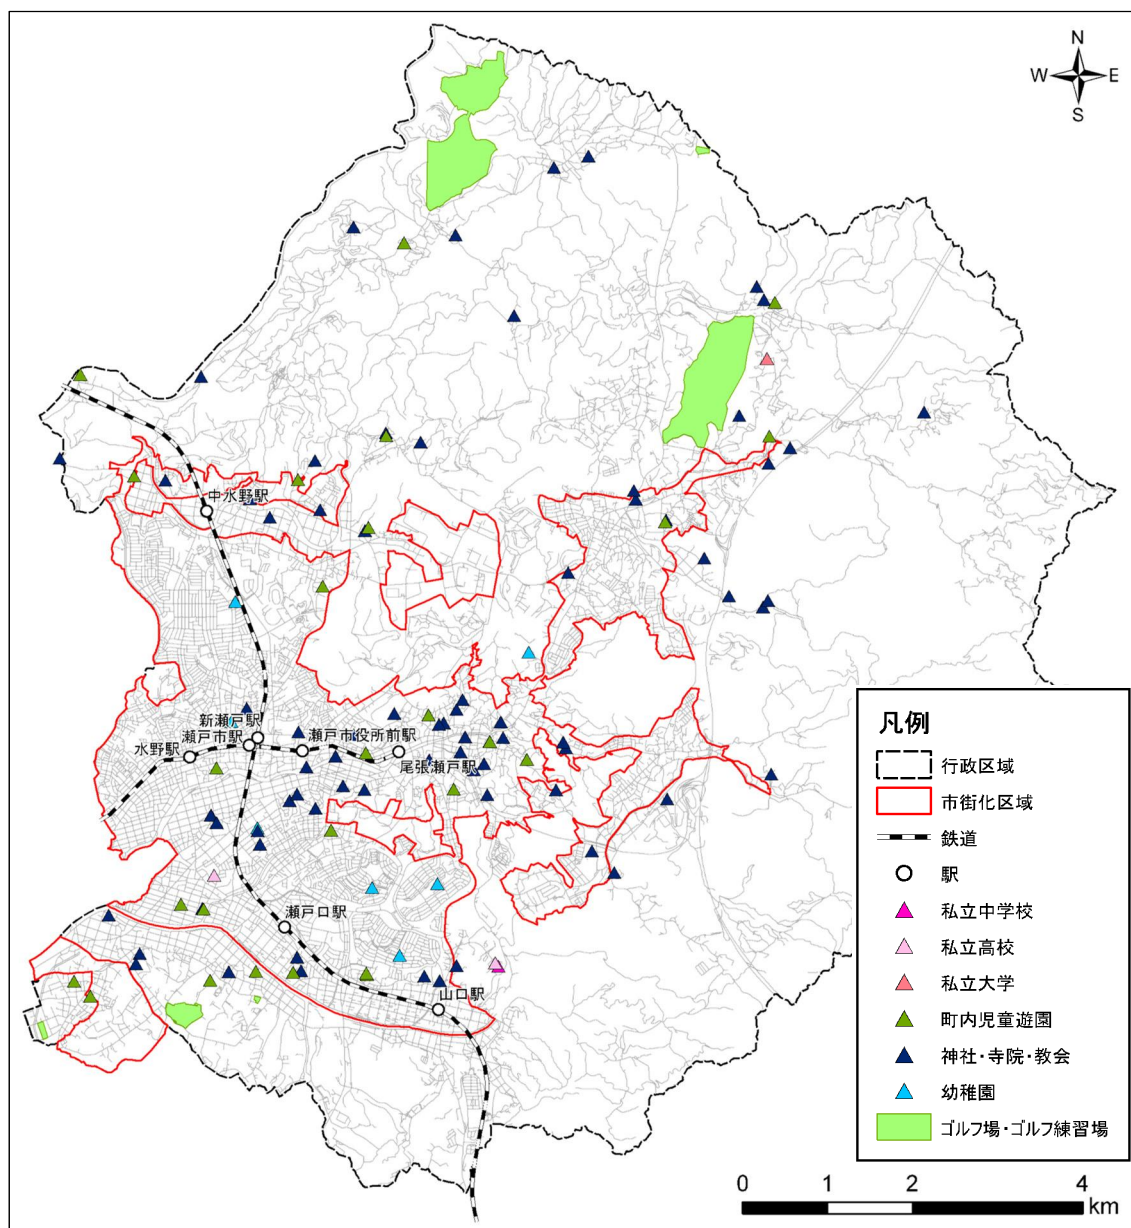 N
W E
S
中水野駅
新瀬戸駅
瀬戸市駅
瀬戸市役所前駅
水野駅
尾張瀬戸駅
瀬戸口駅
山口駅
凡例
行政区域
市街化区域
鉄道
駅
私立中学校
私立高校
私立大学
町内児童遊園
神社・寺院・教会
幼稚園
ゴルフ場・ゴルフ練習場
0 1 2 4
km